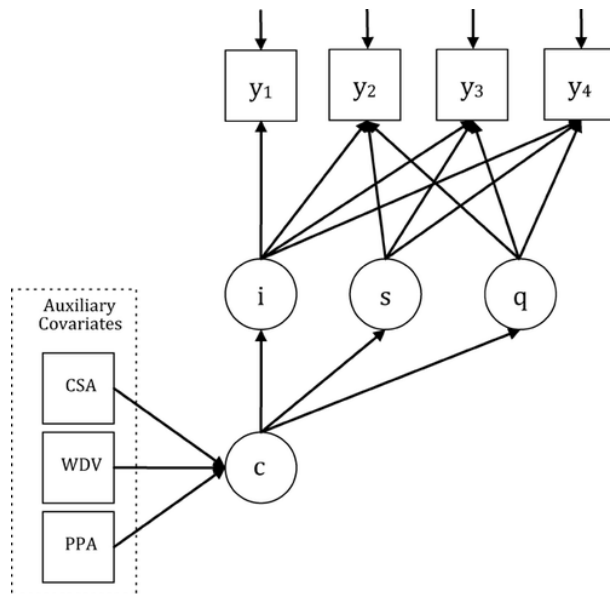 y1
y2
y3
y4
i
s
q
Auxiliary
Covariates
CSA
WDV
PPA
c